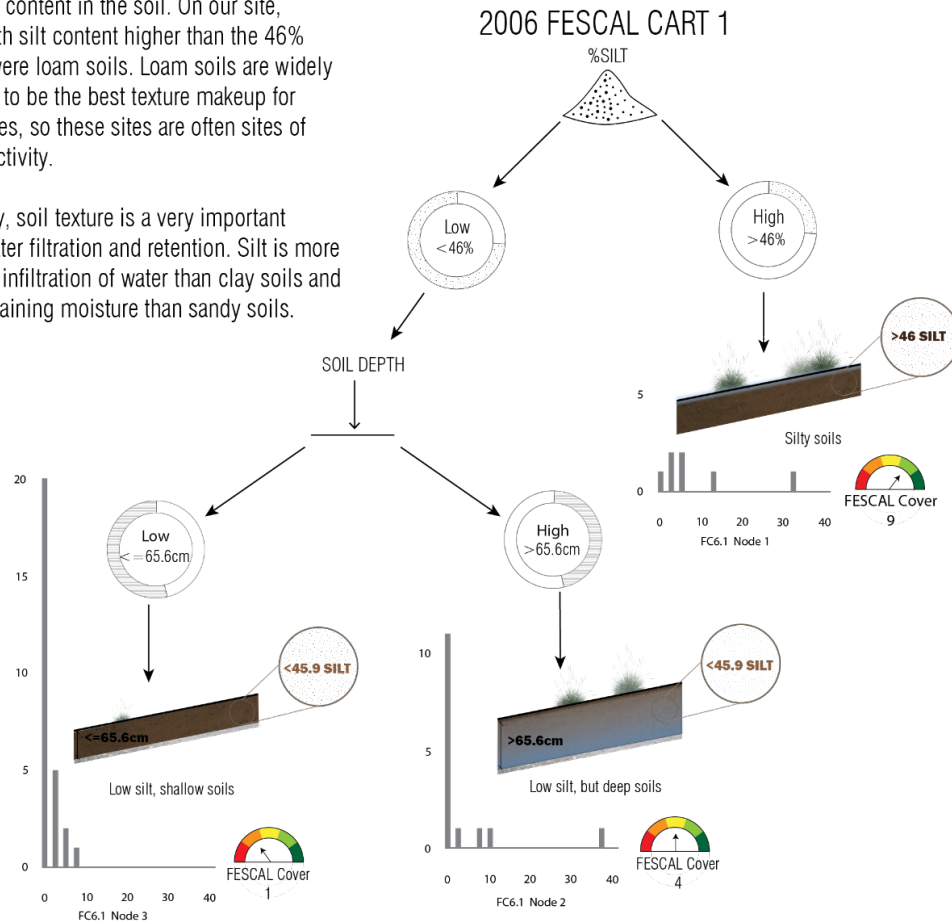 content in the soil. On our site,
silt content higher than the 46%
were loam soils. Loam soils are widely
to be the best texture makeup for
so these sites are often sites of
soil texture is a very important
filtration and retention. Silt is more
infiltration of water than clay soils and
moisture than sandy soils.
2006 FESCAL CART 1
%SILT
Low
<46%
High
>46%
SOIL DEPTH
>46 SILT
5
0
Silty soils
FESCAL Cover
9
0 10 20 30 40
FC6.1 Node 1
Low
<=65.6cm
High
>65.6cm
20
15
10
5
0
<45.9 SILT
<=65.6cm
Low silt, shallow soils
FESCAL Cover
1
0 10 20 30 40
FC6.1 Node 3
10
5
0
<45.9 SILT
>65.6cm
Low silt, but deep soils
FESCAL Cover
4
0 10 20 30 40
FC6.1 Node 2